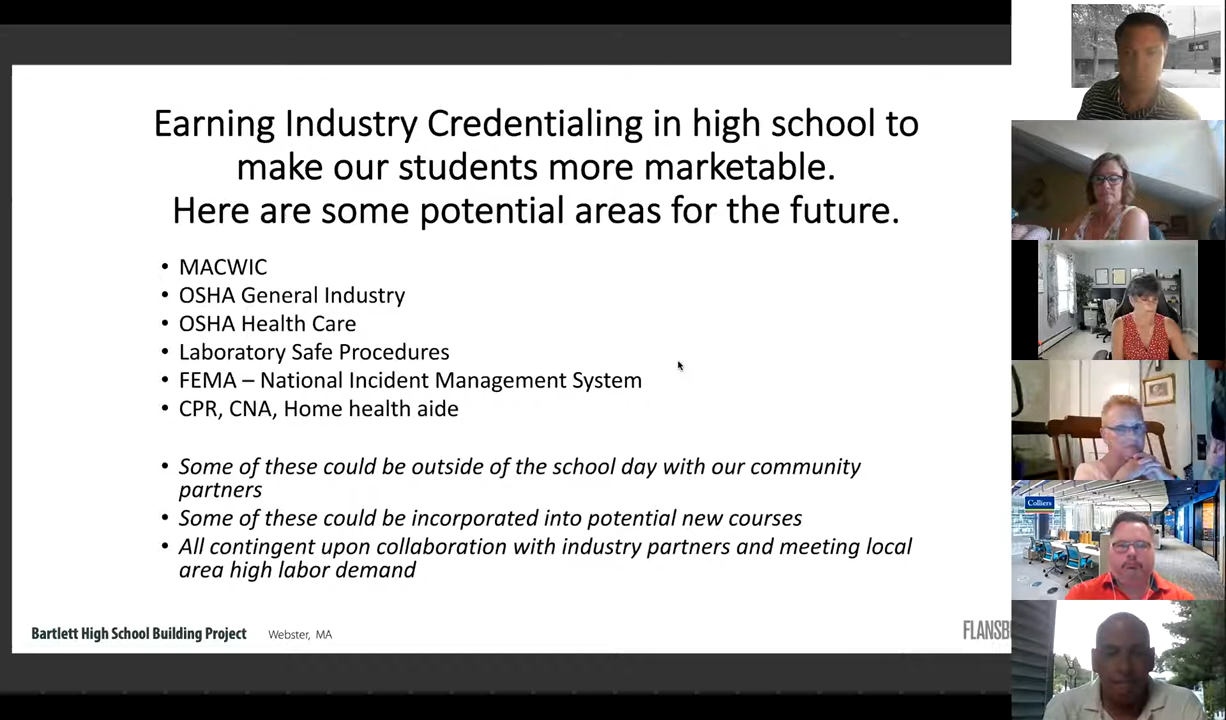 Earning Industry Credentialing in high school to
make our students more marketable.
Here are some potential areas for the future.
• MACWIC
• OSHA General Industry
• OSHA Health Care
• Laboratory Safe Procedures
• FEMA – National Incident Management System
• CPR, CNA, Home health aide
• Some of these could be outside of the school day with our community
partners
• Some of these could be incorporated into potential new courses
• All contingent upon collaboration with industry partners and meeting local
area high labor demand
Bartlett High School Building Project Webster, MA
Colliers